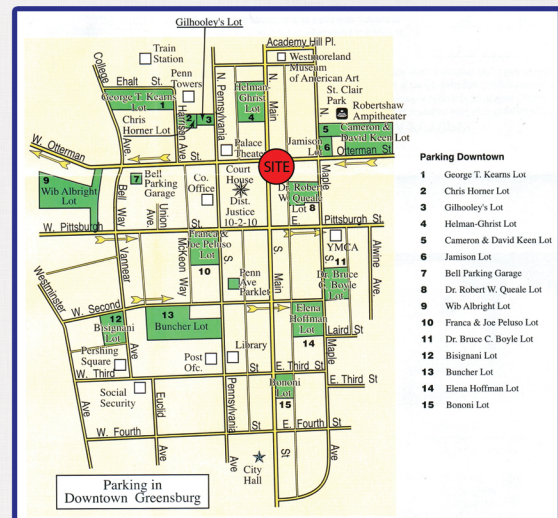 Gilhooley's Lot
Academy Hill Pl.
Train
Station
College
Westmoreland
Museum
of American Art
Ehalt St.
Penn
Towers
N. Pennsylvania
N. Main
St. Clair
Park
George T. Kearns
Lot 1
Helman-
Ghrist
Lot
4
Robertshaw
Ampitheater
Chris
Horner Lot
2
3
Harrison Ave
N.
5
Cameron &
David Keen Lot
W. Otterman
Ave
St.
Palace
Theater
Jamison
Lot
6
Otterman St.
SITE
9
Wib Albright
Lot
7
Bell
Parking
Garage
Co.
Office
Court
House
Dist.
Justice
10-2-10
Dr. Robert
W. Queale
Lot 8
Maple
Bell Way
Union
Ave.
W. Pittsburgh
St.
E.
Pittsburgh St.
Franca &
Joe Peluso
Lot
10
McKeon Way
S.
S. Main
S.
YMCA
11
Dr. Bruce
C. Boyle
Lot
Alwine Ave.
Vannear
Ave
Westminster
Ave
Penn
Ave
Parklet
W. Second
12
Bisignani
Lot
13
Buncher Lot
Elena
Hoffman
Lot
14
Laird St.
Maple
Ave
Pershing
Square
Post
Ofc.
Library
W. Third
St
E. Third St
E. Third St
Social
Security
Euclid
Ave
Pennsylvania
Ave
Bononi
Lot
15
W. Fourth
St
E. Fourth St
St
City
Hall
Parking in
Downtown Greensburg
Parking Downtown
1 George T. Kearns Lot
2 Chris Horner Lot
3 Gilhooley's Lot
4 Helman-Ghrist Lot
5 Cameron & David Keen Lot
6 Jamison Lot
7 Bell Parking Garage
8 Dr. Robert W. Queale Lot
9 Wib Albright Lot
10 Franca & Joe Peluso Lot
11 Dr. Bruce C. Boyle Lot
12 Bisignani Lot
13 Buncher Lot
14 Elena Hoffman Lot
15 Bononi Lot